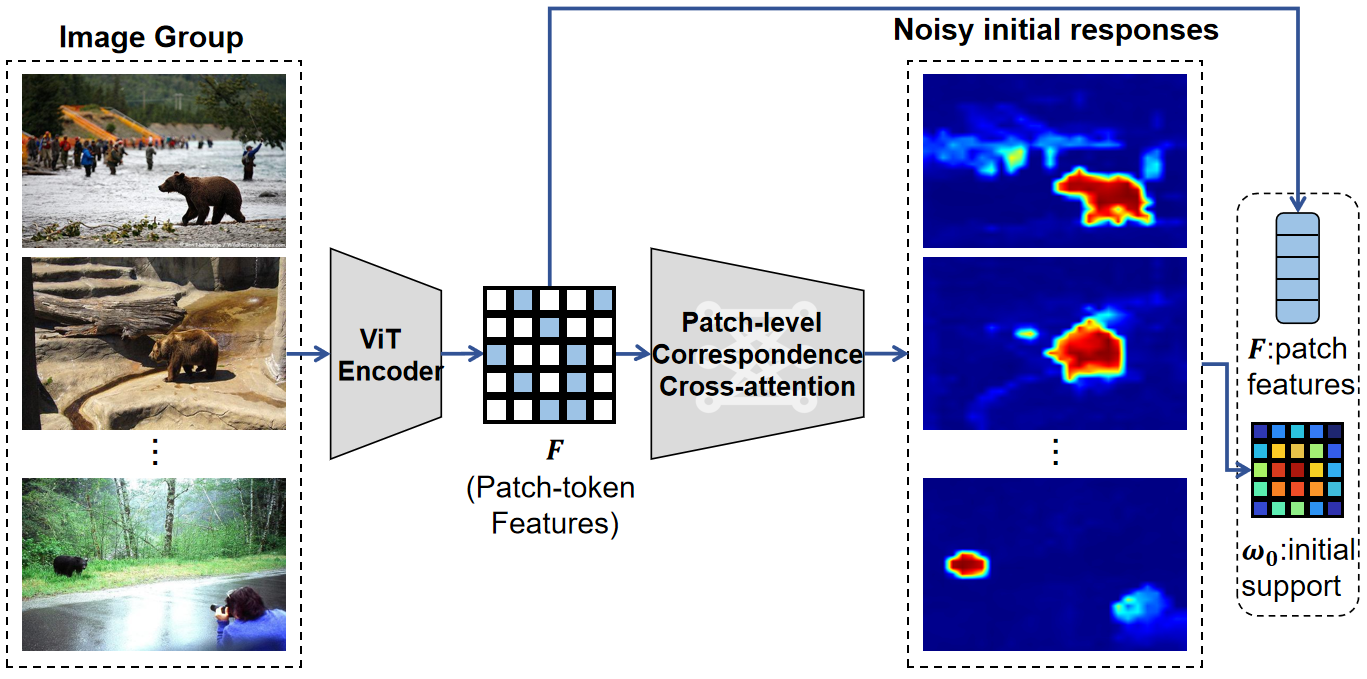 Image Group
Noisy initial responses
ViT
Encoder
Patch-level
Correspondence
Cross-attention
F
(Patch-token
Features)
F:patch
features
ω0:initial
support